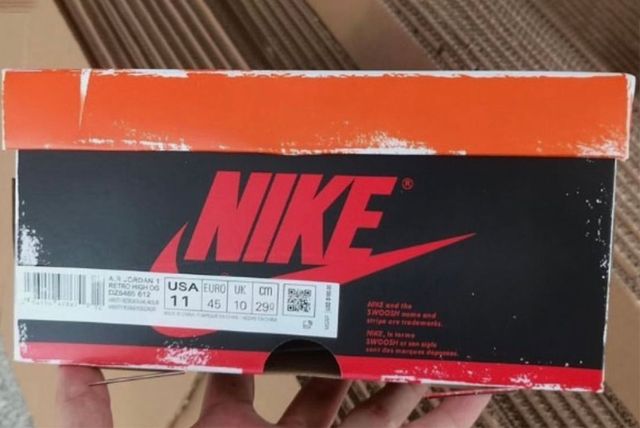 NIKE®
AIR JORDAN 1
RETRO HIGH OG
DZ5485 612
USA
11
EURO
45
UK
10
CM
29
NIKE and the
SWOOSH name and
stripe are trademarks.
NIKE, le terme
SWOOSH et son sigle
sont des marques déposées.